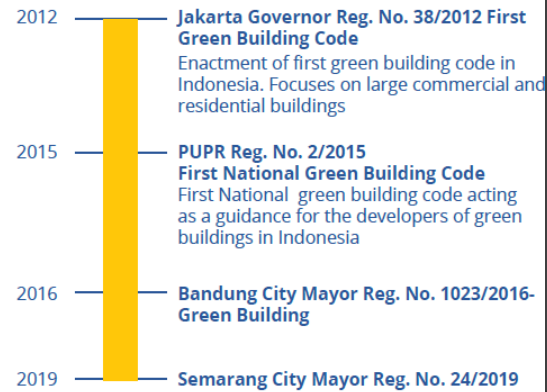 2012
Jakarta Governor Reg. No. 38/2012 First
Green Building Code
Enactment of first green building code in
Indonesia. Focuses on large commercial and
residential buildings
2015
PUPR Reg. No. 2/2015
First National Green Building Code
First National green building code acting
as a guidance for the developers of green
buildings in Indonesia
2016
Bandung City Mayor Reg. No. 1023/2016-
Green Building
2019
Semarang City Mayor Reg. No. 24/2019